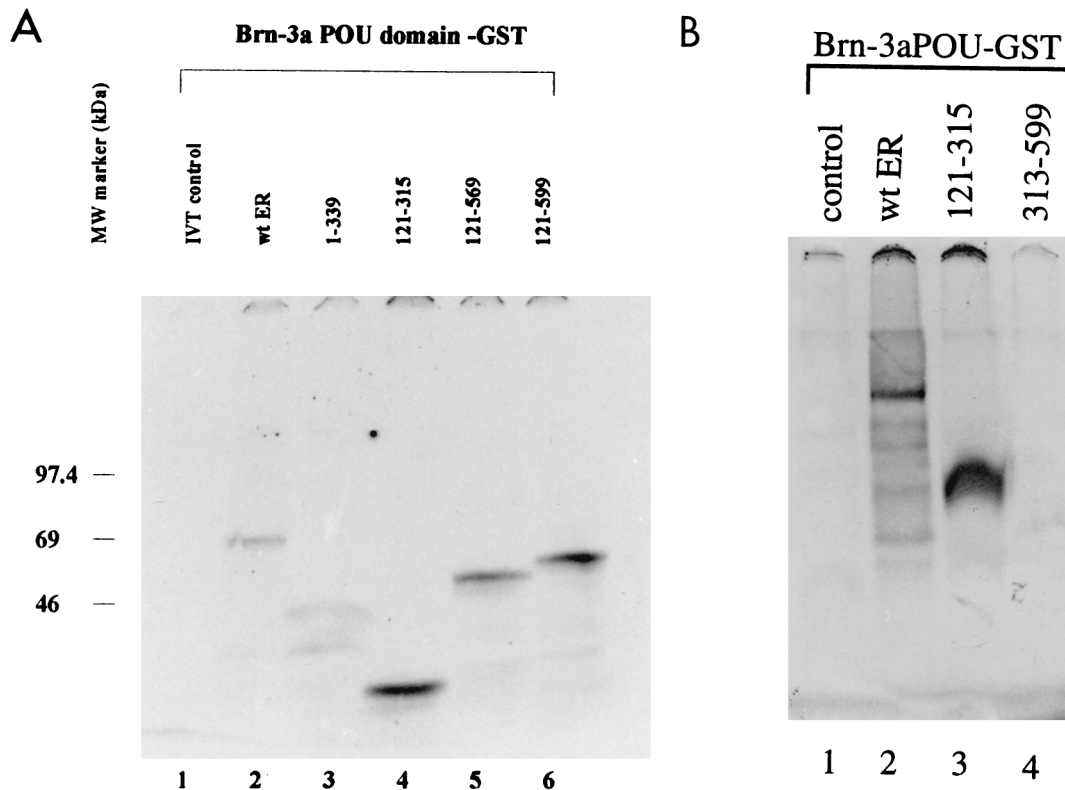 A
Brn-3a POU domain -GST
MW marker (kDa)
IVT control
wt ER
1-339
121-315
121-569
121-599
97.4
69
46
1 2 3 4 5 6
B
Brn-3aPOU-GST
control
wt ER
121-315
313-599
1 2 3 4